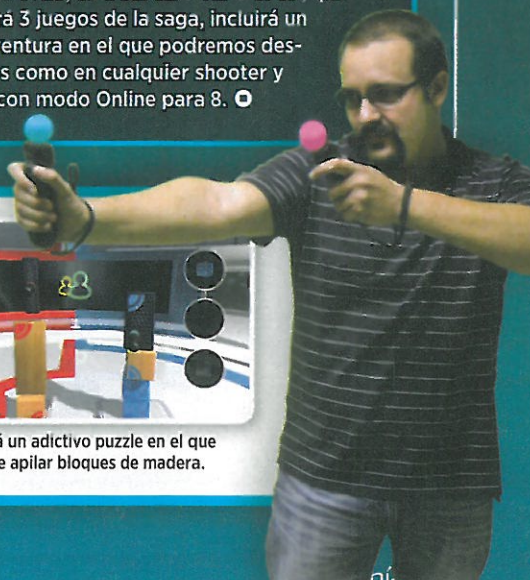 rá 3 juegos de la saga, incluirá un
entura en el que podremos des-
s como en cualquier shooter y
con modo Online para 8.
á un adictivo puzzle en el que
e apilar bloques de madera.